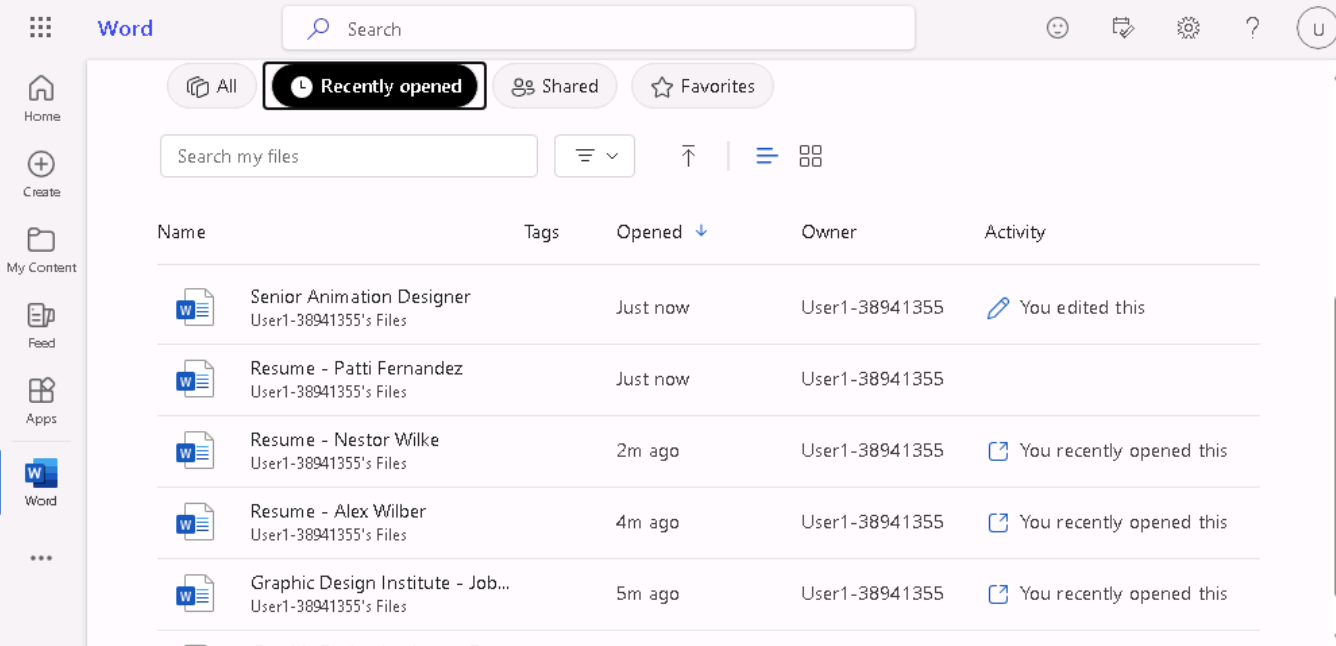 Word
Search
U
Home
Create
My Content
Feed
Apps
Word
All
Recently opened
Shared
Favorites
Search my files
Name Tags Opened Owner Activity
Senior Animation Designer
User1-38941355's Files
Just now User1-38941355 You edited this
Resume - Patti Fernandez
User1-38941355's Files
Just now User1-38941355
Resume - Nestor Wilke
User1-38941355's Files
2m ago User1-38941355 You recently opened this
Resume - Alex Wilber
User1-38941355's Files
4m ago User1-38941355 You recently opened this
Graphic Design Institute - Job...
User1-38941355's Files
5m ago User1-38941355 You recently opened this